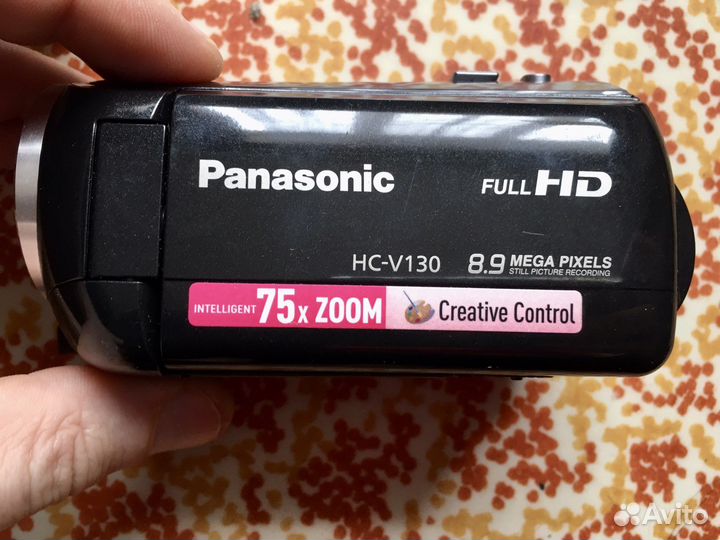 Panasonic FULL HD
HC-V130 8.9 MEGA PIXELS
STILL PICTURE RECORDING
INTELLIGENT 75x ZOOM Creative Control
Avito